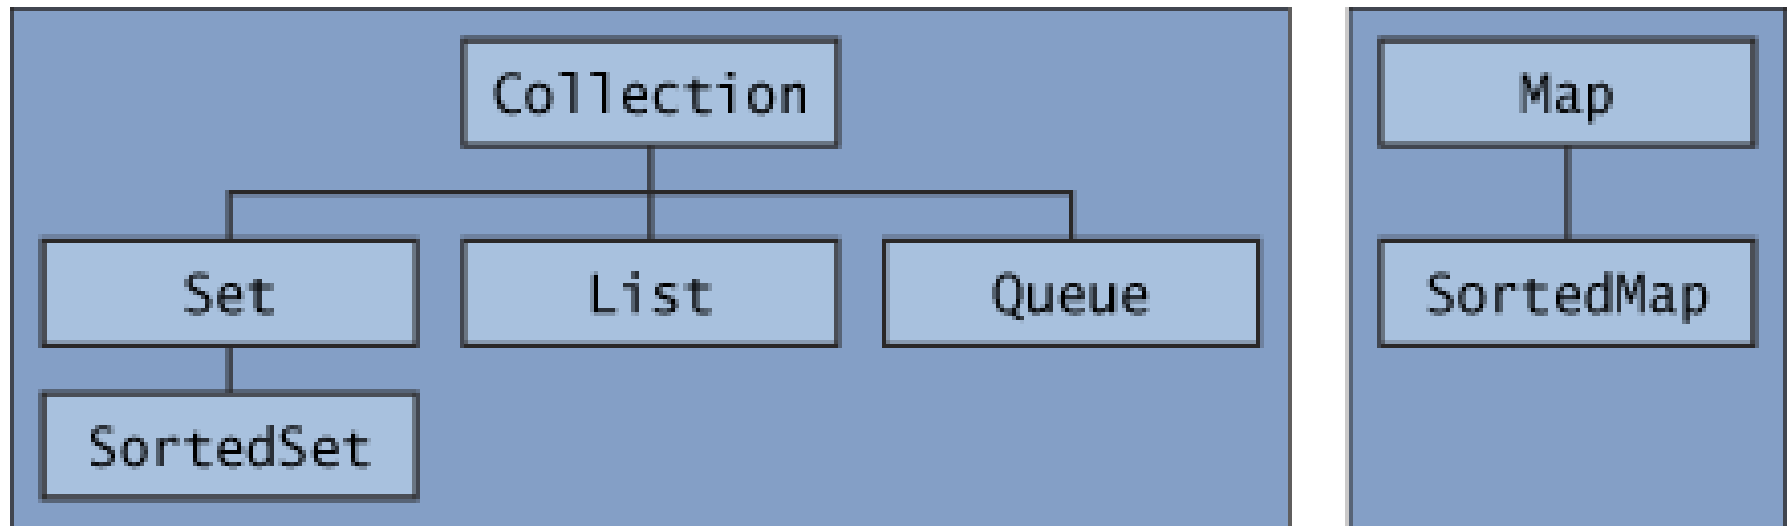 Collection
Map
Set
List
Queue
SortedMap
SortedSet